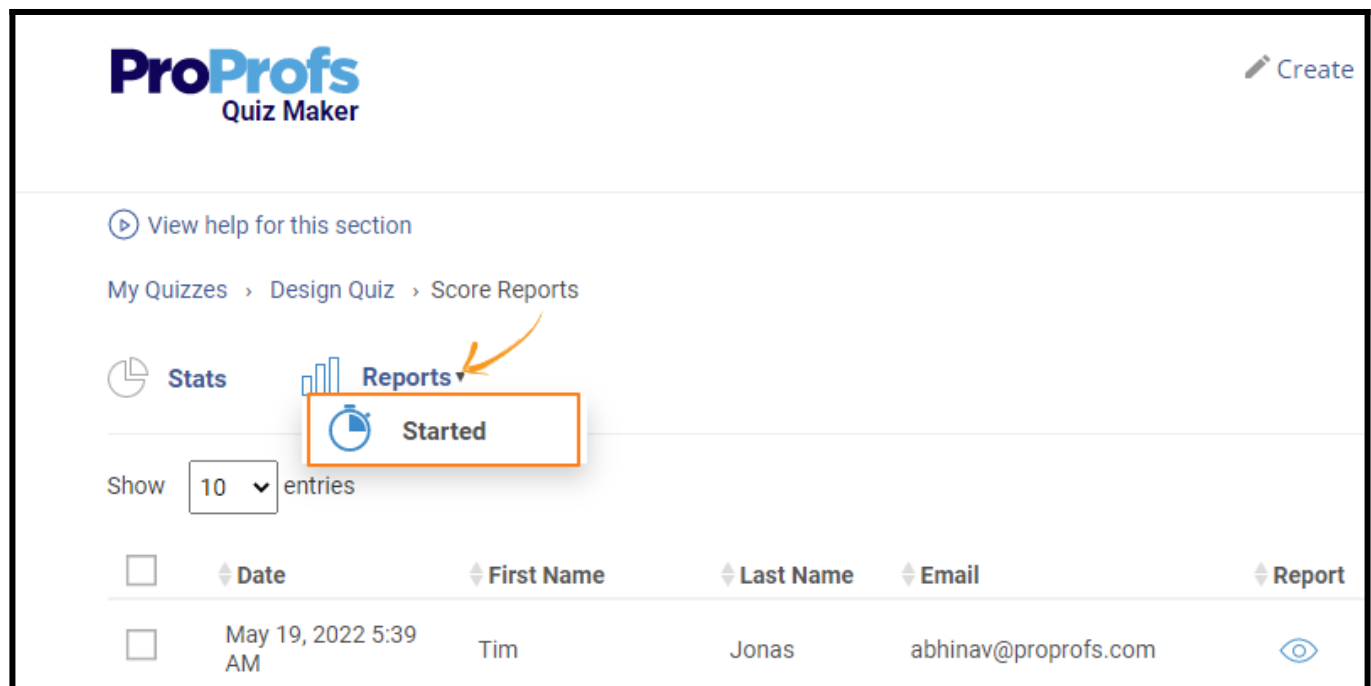 ProProfs
Quiz Maker
Create
View help for this section
My Quizzes › Design Quiz › Score Reports
Stats Reports
Started
Show 10 entries
Date First Name Last Name Email Report
May 19, 2022 5:39
AM
Tim Jonas abhinav@proprofs.com